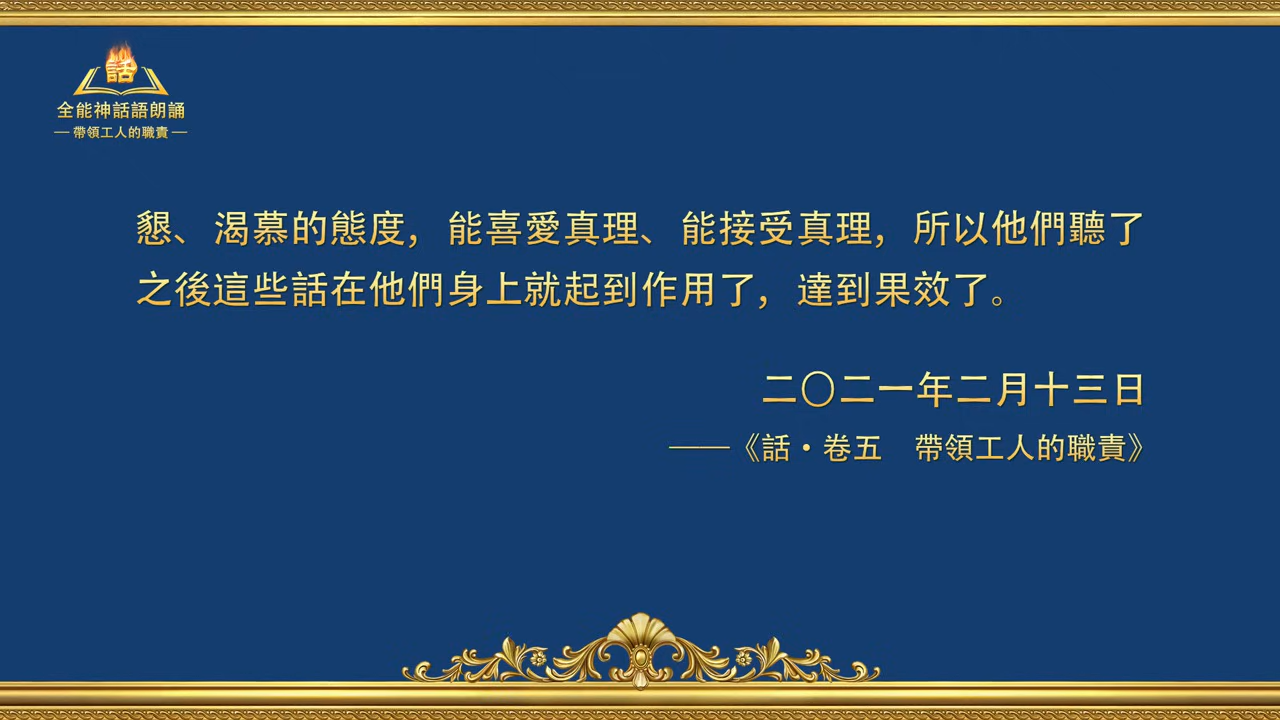 話
全能神話語朗誦
—帶領工人的職責—
懇、渴慕的態度，能喜愛真理、能接受真理，所以他們聽了
之後這些話在他們身上就起到作用了，達到果效了。
二〇二一年二月十三日
——《話・卷五　帶領工人的職責》